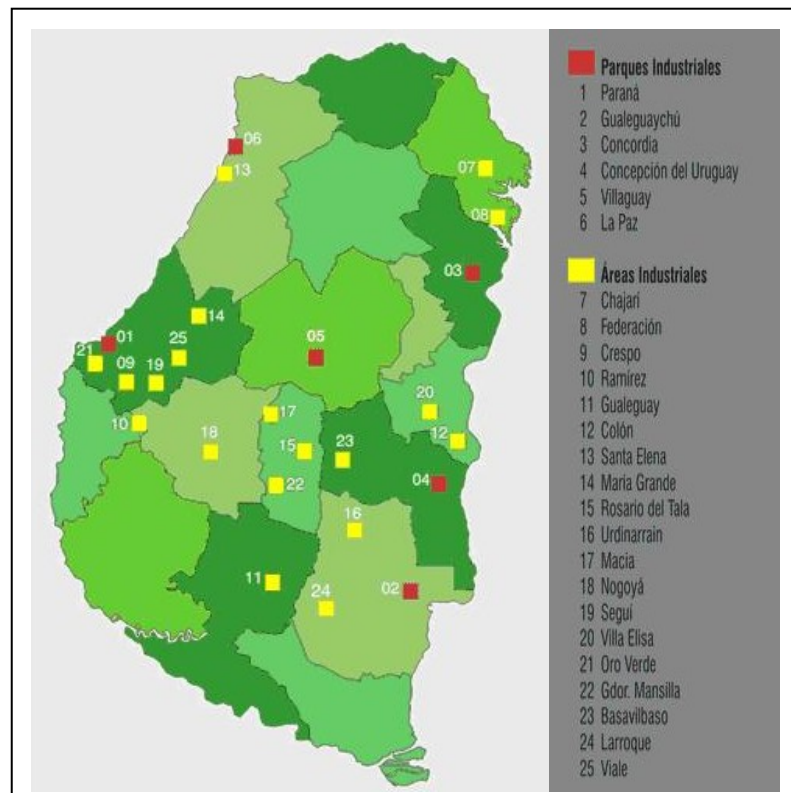 06
13
07
08
03
14
01
25
21
09
19
05
10
17
20
18
15
23
12
22
04
16
11
24
02
Parques Industriales
1 Paraná
2 Gualeguaychú
3 Concordia
4 Concepción del Uruguay
5 Villaguay
6 La Paz
Áreas Industriales
7 Chajarí
8 Federación
9 Crespo
10 Ramírez
11 Gualeguay
12 Colón
13 Santa Elena
14 María Grande
15 Rosario del Tala
16 Urdinarrain
17 Macia
18 Nogoyá
19 Seguí
20 Villa Elisa
21 Oro Verde
22 Gdor. Mansilla
23 Basavilbaso
24 Larroque
25 Viale